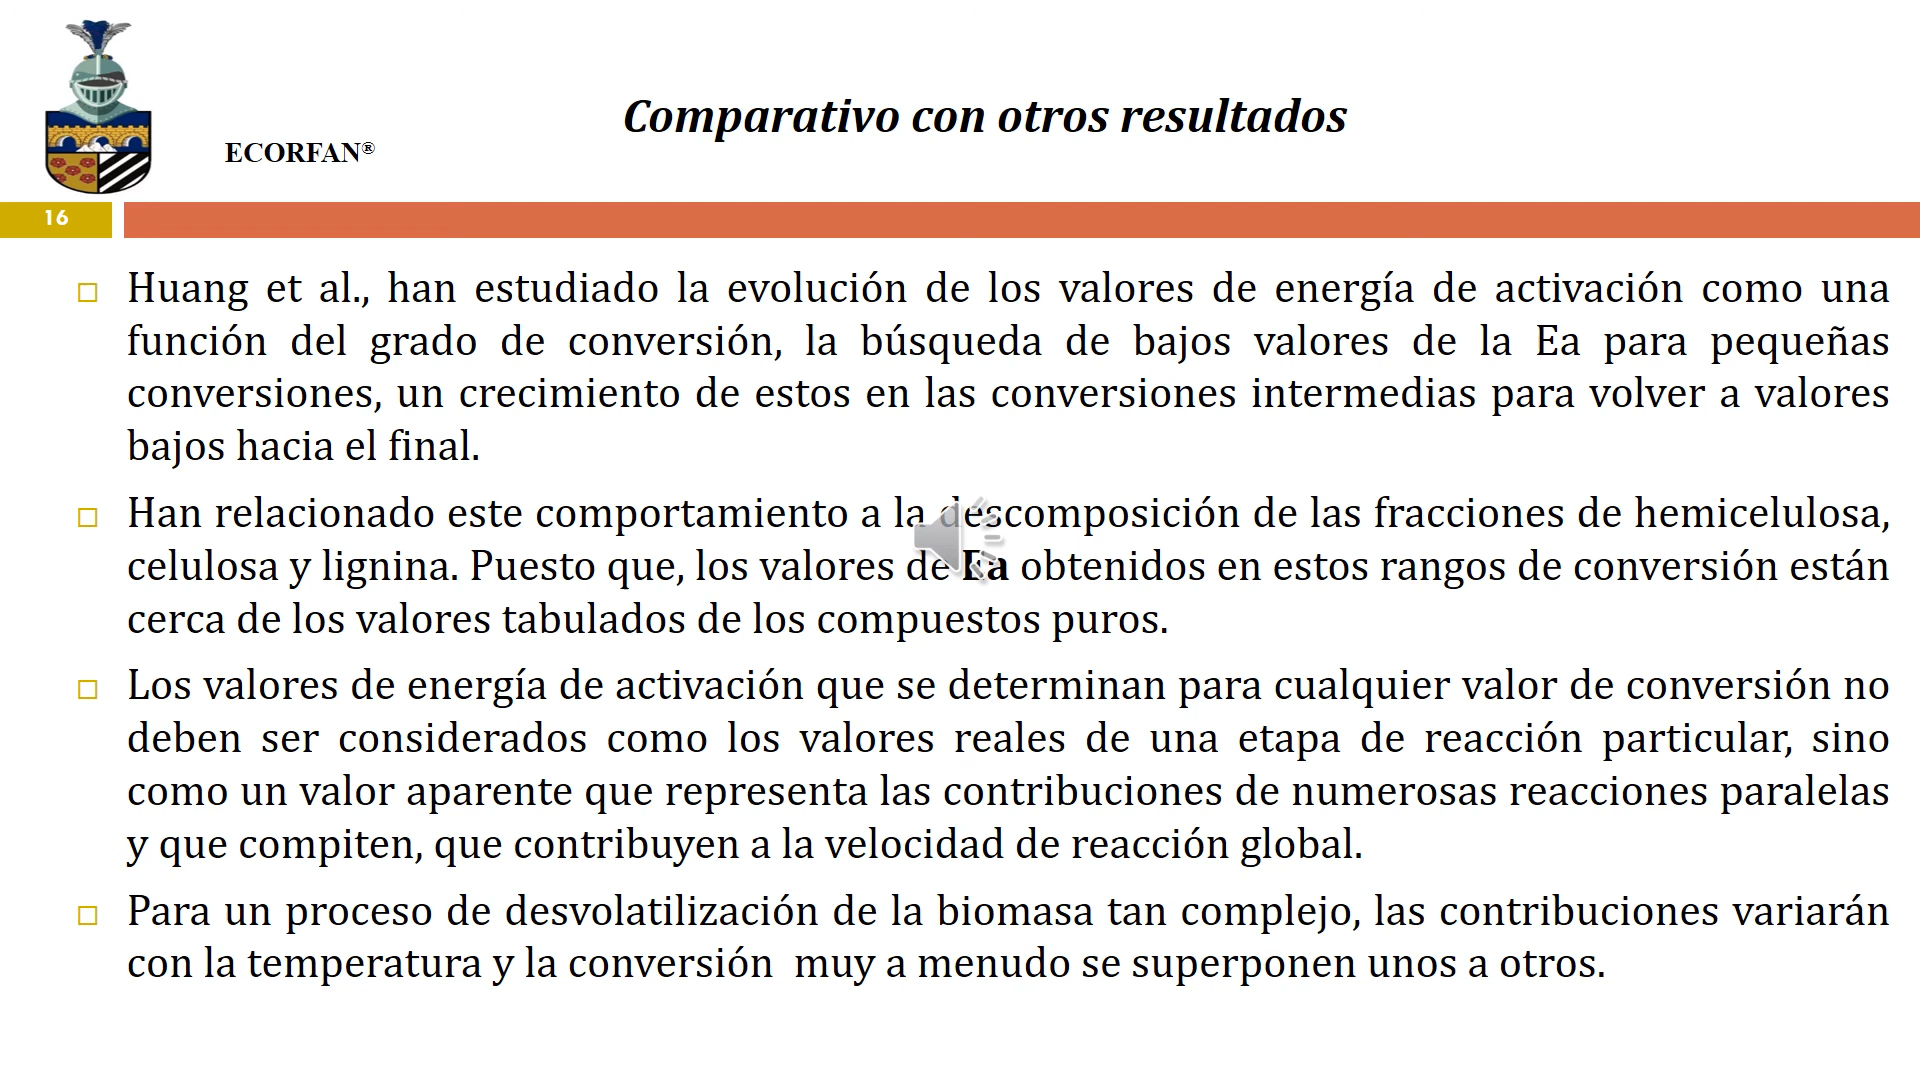 Comparativo con otros resultados
ECORFAN®
16
Huang et al., han estudiado la evolución de los valores de energía de activación como una
función del grado de conversión, la búsqueda de bajos valores de la Ea para pequeñas
conversiones, un crecimiento de estos en las conversiones intermedias para volver a valores
bajos hacia el final.
Han relacionado este comportamiento a la descomposición de las fracciones de hemicelulosa,
celulosa y lignina. Puesto que, los valores de Ea obtenidos en estos rangos de conversión están
cerca de los valores tabulados de los compuestos puros.
Los valores de energía de activación que se determinan para cualquier valor de conversión no
deben ser considerados como los valores reales de una etapa de reacción particular, sino
como un valor aparente que representa las contribuciones de numerosas reacciones paralelas
y que compiten, que contribuyen a la velocidad de reacción global.
Para un proceso de desvolatilización de la biomasa tan complejo, las contribuciones variarán
con la temperatura y la conversión  muy a menudo se superponen unos a otros.